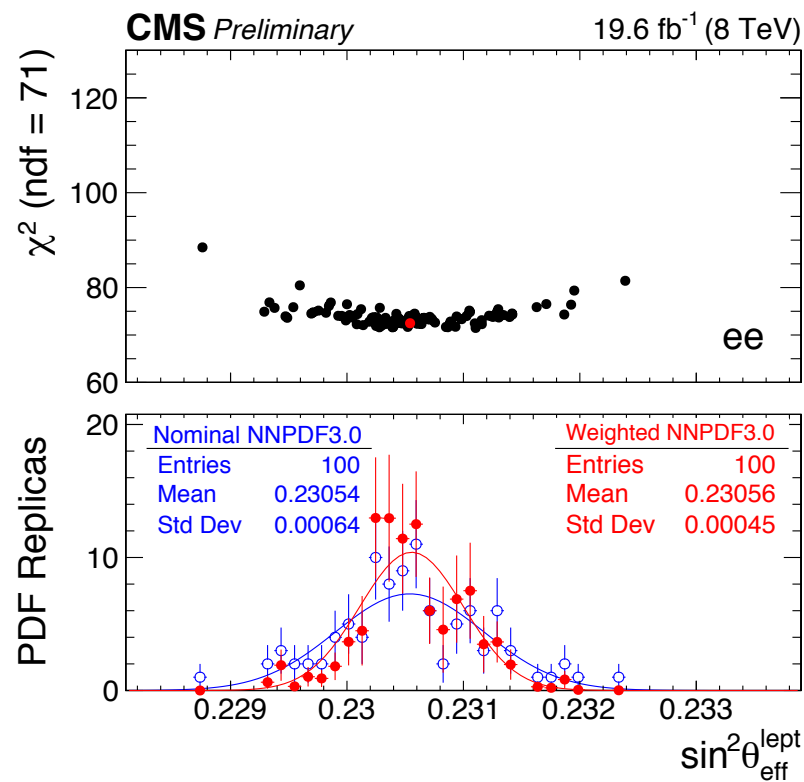 CMS Preliminary 19.6 fb⁻¹ (8 TeV)
χ² (ndf = 71)
120
100
80
60
ee
PDF Replicas
20
10
0
Nominal NNPDF3.0
Entries 100
Mean 0.23054
Std Dev 0.00064
Weighted NNPDF3.0
Entries 100
Mean 0.23056
Std Dev 0.00045
0.229 0.23 0.231 0.232 0.233
sin²θ_eff^lept